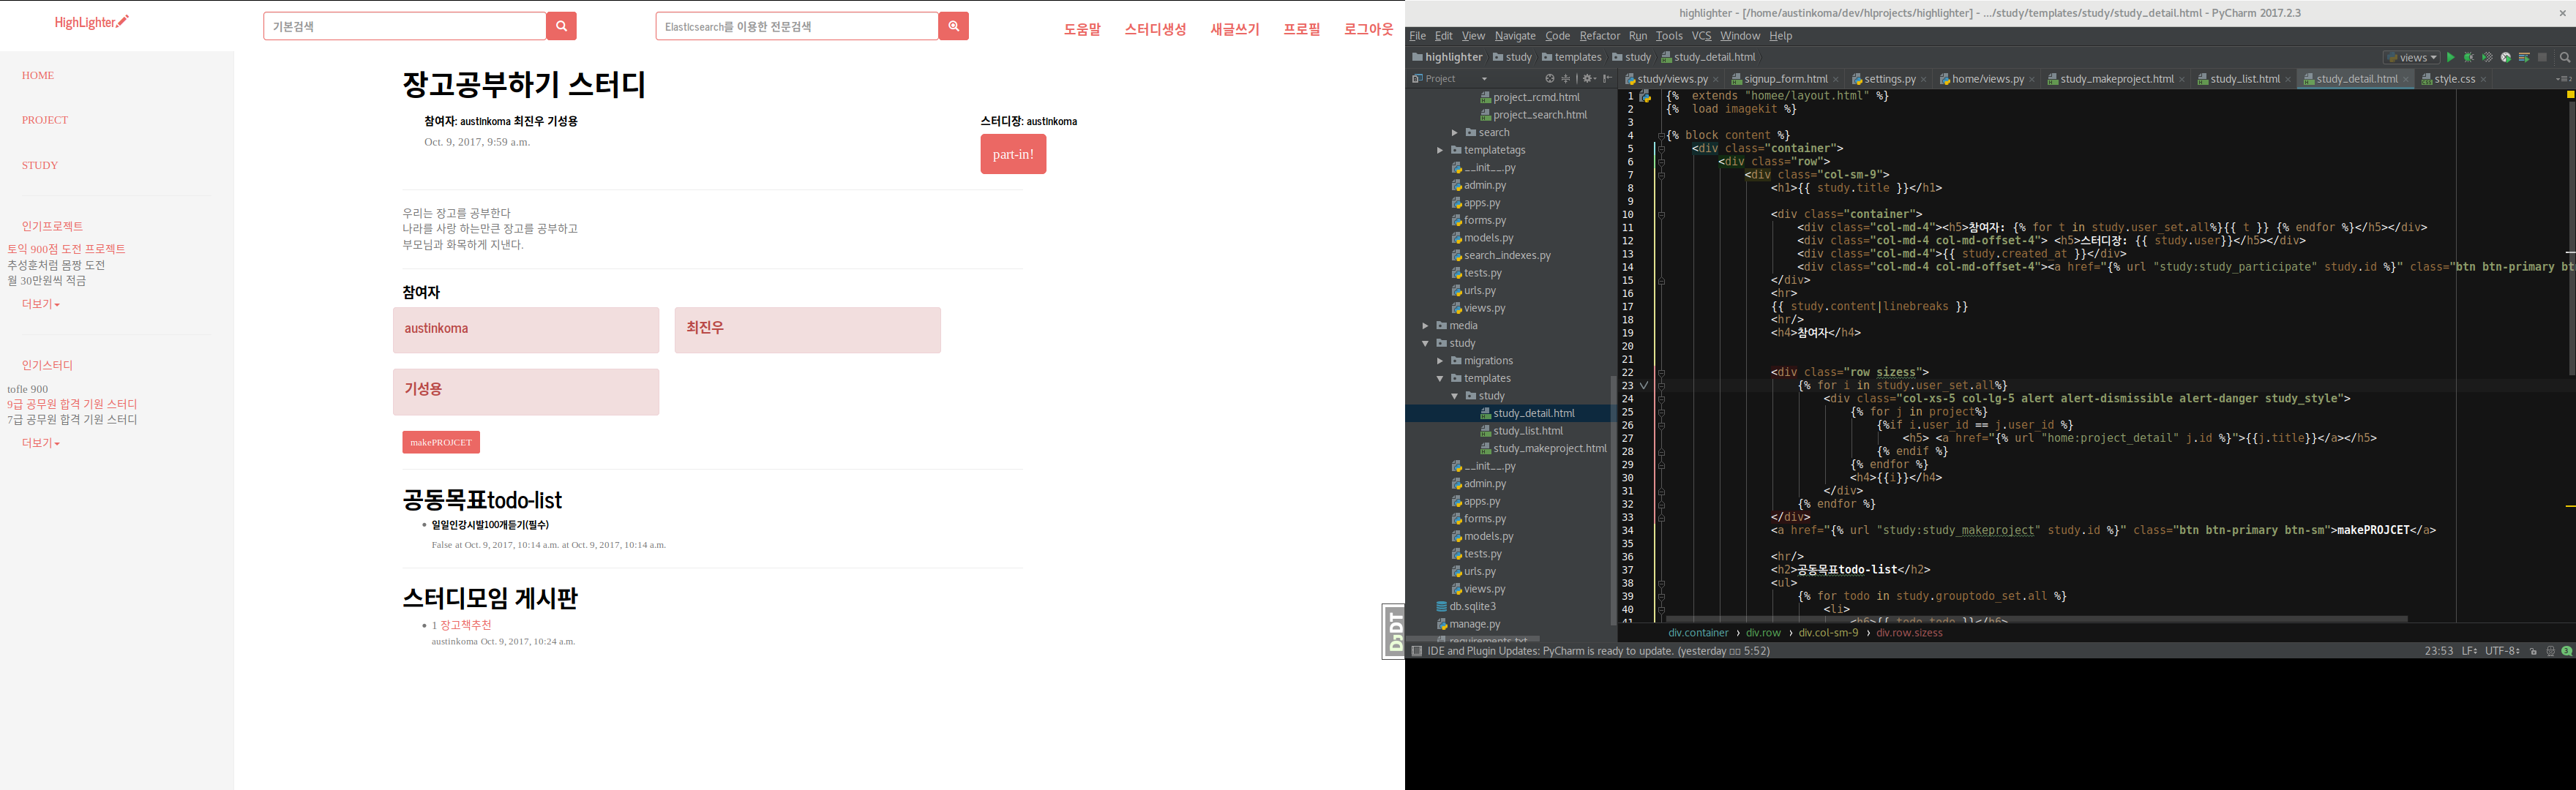 HighLighter
기본검색
Elasticsearch를 이용한 전문검색
도움말 스터디생성 새글쓰기 프로필 로그아웃
HOME
PROJECT
STUDY
인기프로젝트
토익 900점 도전 프로젝트
추성훈처럼 몸짱 도전
월 30만원씩 적금
더보기
인기스터디
tofle 900
9급 공무원 합격 기원 스터디
7급 공무원 합격 기원 스터디
더보기
장고공부하기 스터디
참여자: austinkoma 최진우 기성용
스터디장: austinkoma
Oct. 9, 2017, 9:59 a.m.
part-in!
우리는 장고를 공부한다
나라를 사랑 하는만큼 장고를 공부하고
부모님과 화목하게 지낸다.
참여자
austinkoma
최진우
기성용
makePROJCET
공동목표todo-list
일일인강시발100개듣기(필수)
False at Oct. 9, 2017, 10:14 a.m. at Oct. 9, 2017, 10:14 a.m.
스터디모임 게시판
1 장고책추천
austinkoma Oct. 9, 2017, 10:24 a.m.
DjDT
highlighter - [/home/austinkoma/dev/hlprojects/highlighter] - .../study/templates/study/study_detail.html - PyCharm 2017.2.3
File Edit View Navigate Code Refactor Run Tools VCS Window Help
highlighter study templates study study_detail.html
views
Project
study/views.py signup_form.html settings.py home/views.py study_makeproject.html study_list.html study_detail.html style.css
project_rcmd.html
project_search.html
search
templatetags
__init__.py
admin.py
apps.py
forms.py
models.py
search_indexes.py
tests.py
urls.py
views.py
media
study
migrations
templates
study
study_detail.html
study_list.html
study_makeproject.html
__init__.py
admin.py
apps.py
forms.py
models.py
tests.py
urls.py
views.py
db.sqlite3
manage.py
requirements.txt
1 {% extends "homee/layout.html" %}
2 {% load imagekit %}
3
4 {% block content %}
5 <div class="container">
6 <div class="row">
7 <div class="col-sm-9">
8 <h1>{{ study.title }}</h1>
9
10 <div class="container">
11 <div class="col-md-4"><h5>참여자: {% for t in study.user_set.all%}{{ t }} {% endfor %}</h5></div>
12 <div class="col-md-4 col-md-offset-4"> <h5>스터디장: {{ study.user}}</h5></div>
13 <div class="col-md-4">{{ study.created_at }}</div>
14 <div class="col-md-4 col-md-offset-4"><a href="{% url "study:study_participate" study.id %}" class="btn btn-primary bt
15 </div>
16 <hr>
17 {{ study.content|linebreaks }}
18 <hr/>
19 <h4>참여자</h4>
20
21
22 <div class="row sizess">
23 {% for i in study.user_set.all%}
24 <div class="col-xs-5 col-lg-5 alert alert-dismissible alert-danger study_style">
25 {% for j in project%}
26 {%if i.user_id == j.user_id %}
27 <h5> <a href="{% url "home:project_detail" j.id %}">{{j.title}}</a></h5>
28 {% endif %}
29 {% endfor %}
30 <h4>{{i}}</h4>
31 </div>
32 {% endfor %}
33 </div>
34 <a href="{% url "study:study_makeproject" study.id %}" class="btn btn-primary btn-sm">makePROJCET</a>
35
36 <hr/>
37 <h2>공동목표todo-list</h2>
38 <ul>
39 {% for todo in study.grouptodo_set.all %}
40 <li>
41 <h6>{{ todo.todo }}</h6>
div.container › div.row › div.col-sm-9 › div.row.sizess
IDE and Plugin Updates: PyCharm is ready to update. (yesterday 5:52)
23:53 LF UTF-8